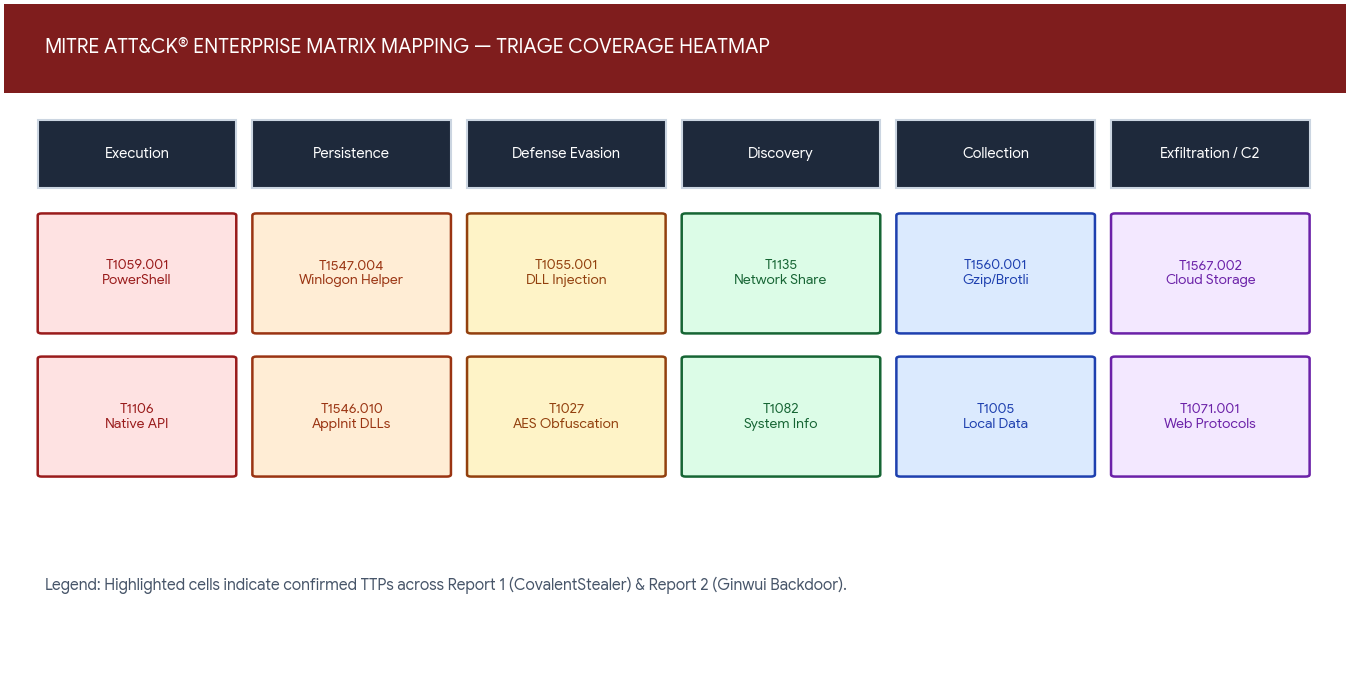 MITRE ATT&CK® ENTERPRISE MATRIX MAPPING — TRIAGE COVERAGE HEATMAP
Execution
Persistence
Defense Evasion
Discovery
Collection
Exfiltration / C2
T1059.001
PowerShell
T1547.004
Winlogon Helper
T1055.001
DLL Injection
T1135
Network Share
T1560.001
Gzip/Brotli
T1567.002
Cloud Storage
T1106
Native API
T1546.010
AppInit DLLs
T1027
AES Obfuscation
T1082
System Info
T1005
Local Data
T1071.001
Web Protocols
Legend: Highlighted cells indicate confirmed TTPs across Report 1 (CovalentStealer) & Report 2 (Ginwui Backdoor).